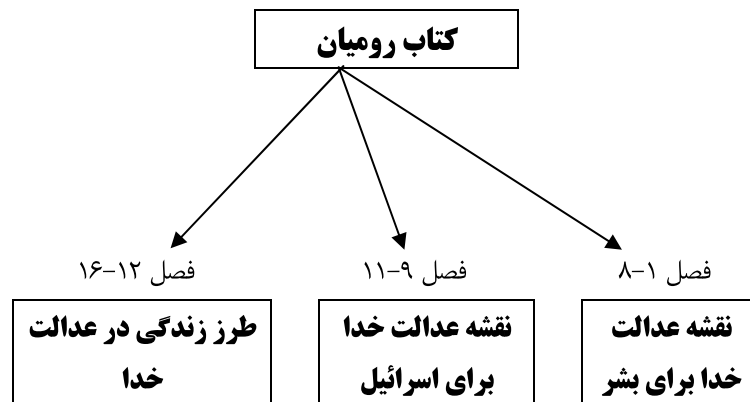 کتاب رومیان
فصل ۱-۸
نقشه عدالت
خدا برای بشر
فصل ۹-۱۱
نقشه عدالت خدا
برای اسرائیل
فصل ۱۲-۱۶
طرز زندگی در عدالت
خدا